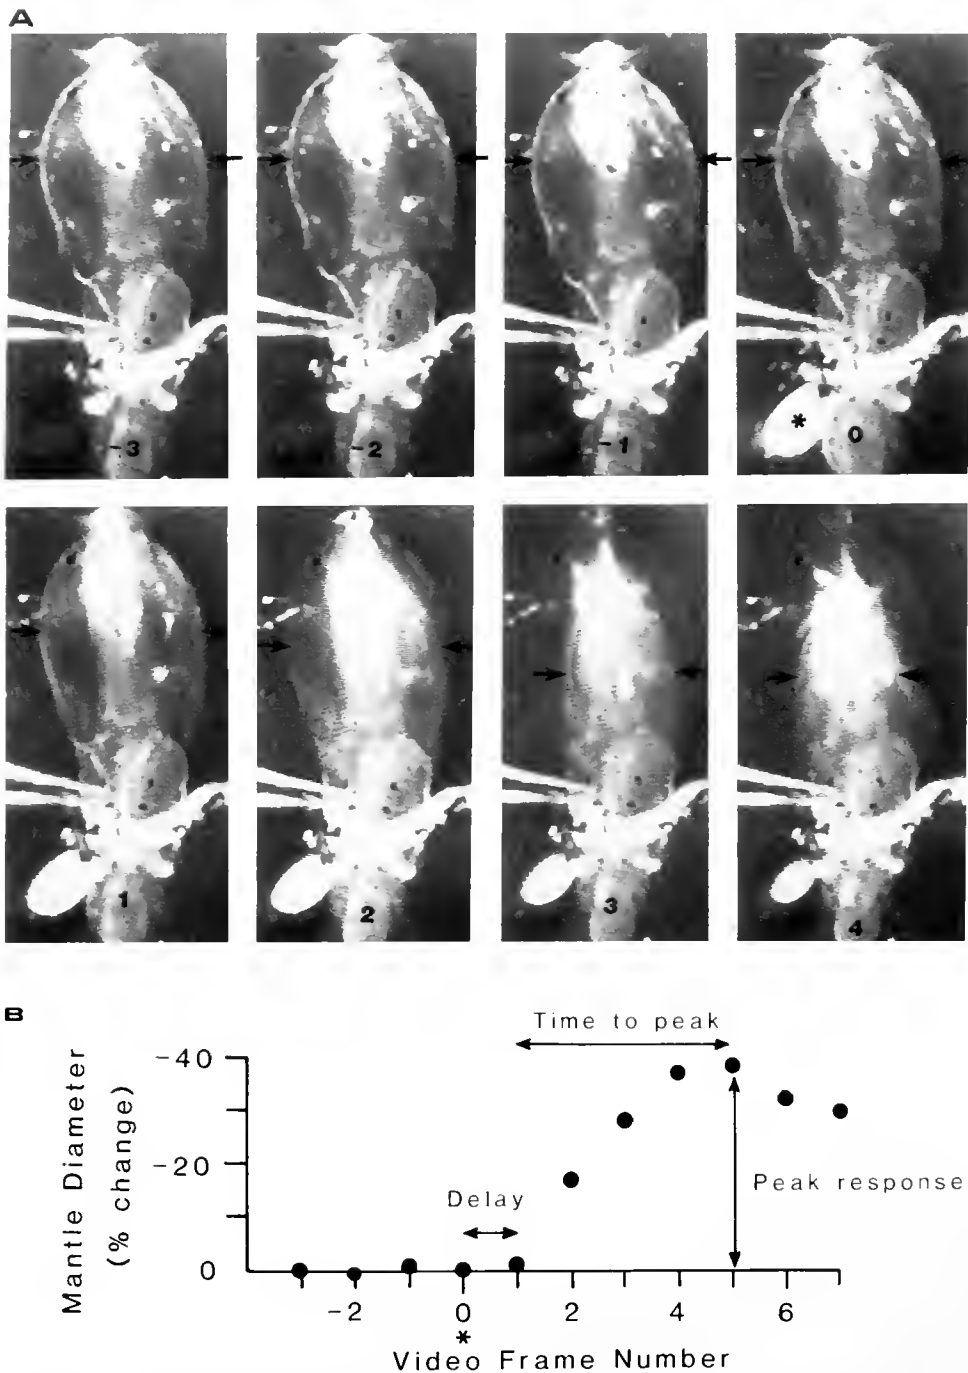 A
-3
-2
-1
*
0
1
2
3
4
B
Time to peak
Mantle Diameter
(% change)
-40
-20
0
Delay
Peak response
-2
0
2
4
6
*
Video Frame Number